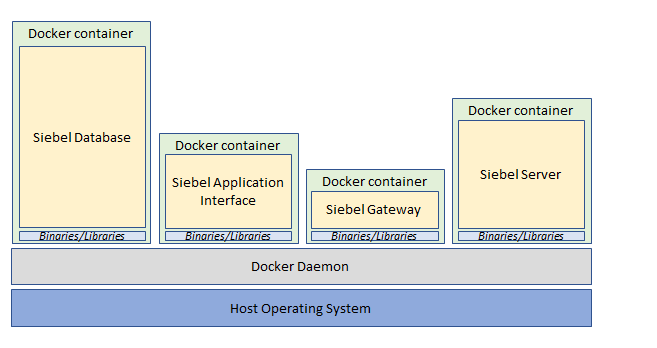 Docker container
Siebel Database
Binaries/Libraries
Docker container
Siebel Application
Interface
Binaries/Libraries
Docker container
Siebel Gateway
Binaries/Libraries
Docker container
Siebel Server
Binaries/Libraries
Docker Daemon
Host Operating System